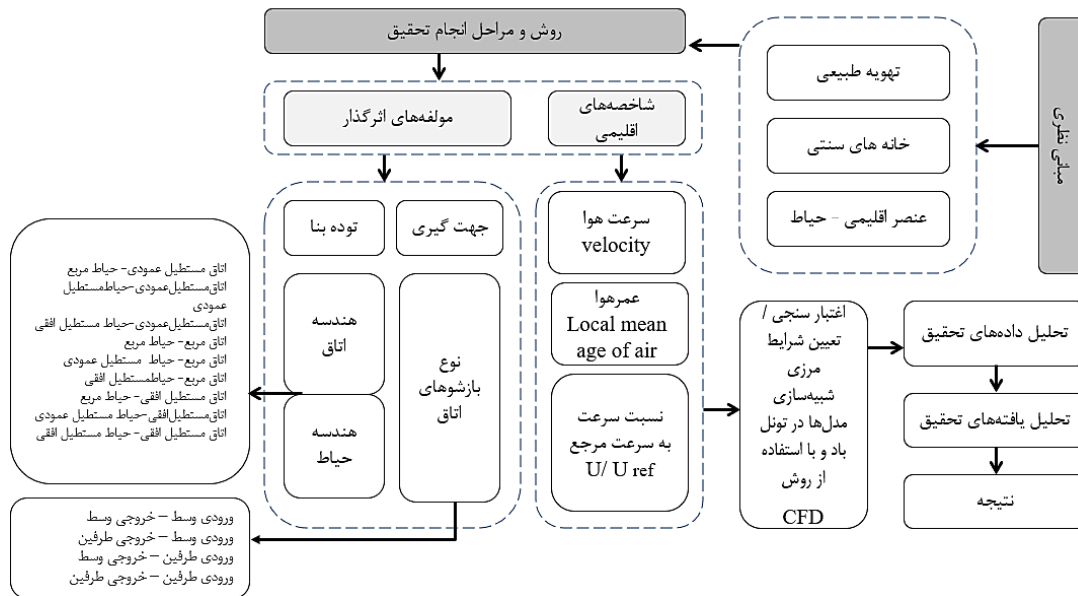 مبانی نظری
تهویه طبیعی
خانه های سنتی
عنصر اقلیمی - حیاط
روش و مراحل انجام تحقیق
شاخصه‌های
اقلیمی
مولفه‌های اثرگذار
سرعت هوا
velocity
عمرهوا
Local mean
age of air
نسبت سرعت
به سرعت مرجع
U/ U ref
جهت گیری
توده بنا
نوع
بازشوهای
اتاق
هندسه
اتاق
هندسه
حیاط
اتاق مستطیل عمودی- حیاط مربع
اتاق‌مستطیل‌عمودی-حیاط‌مستطیل
عمودی
اتاق‌مستطیل‌عمودی-حیاط مستطیل افقی
اتاق مربع- حیاط مربع
اتاق مربع- حیاط مستطیل عمودی
اتاق مربع- حیاط‌مستطیل افقی
اتاق مستطیل افقی- حیاط مربع
اتاق‌مستطیل‌افقی-حیاط مستطیل عمودی
اتاق مستطیل افقی- حیاط مستطیل افقی
ورودی وسط – خروجی وسط
ورودی وسط – خروجی طرفین
ورودی طرفین – خروجی وسط
ورودی طرفین – خروجی طرفین
اغتبار سنجی /
تعیین شرایط
مرزی
شبیه‌سازی
مدل‌ها در تونل
باد و با استفاده
از روش
CFD
تحلیل داده‌های تحقیق
تحلیل یافته‌های تحقیق
نتیجه